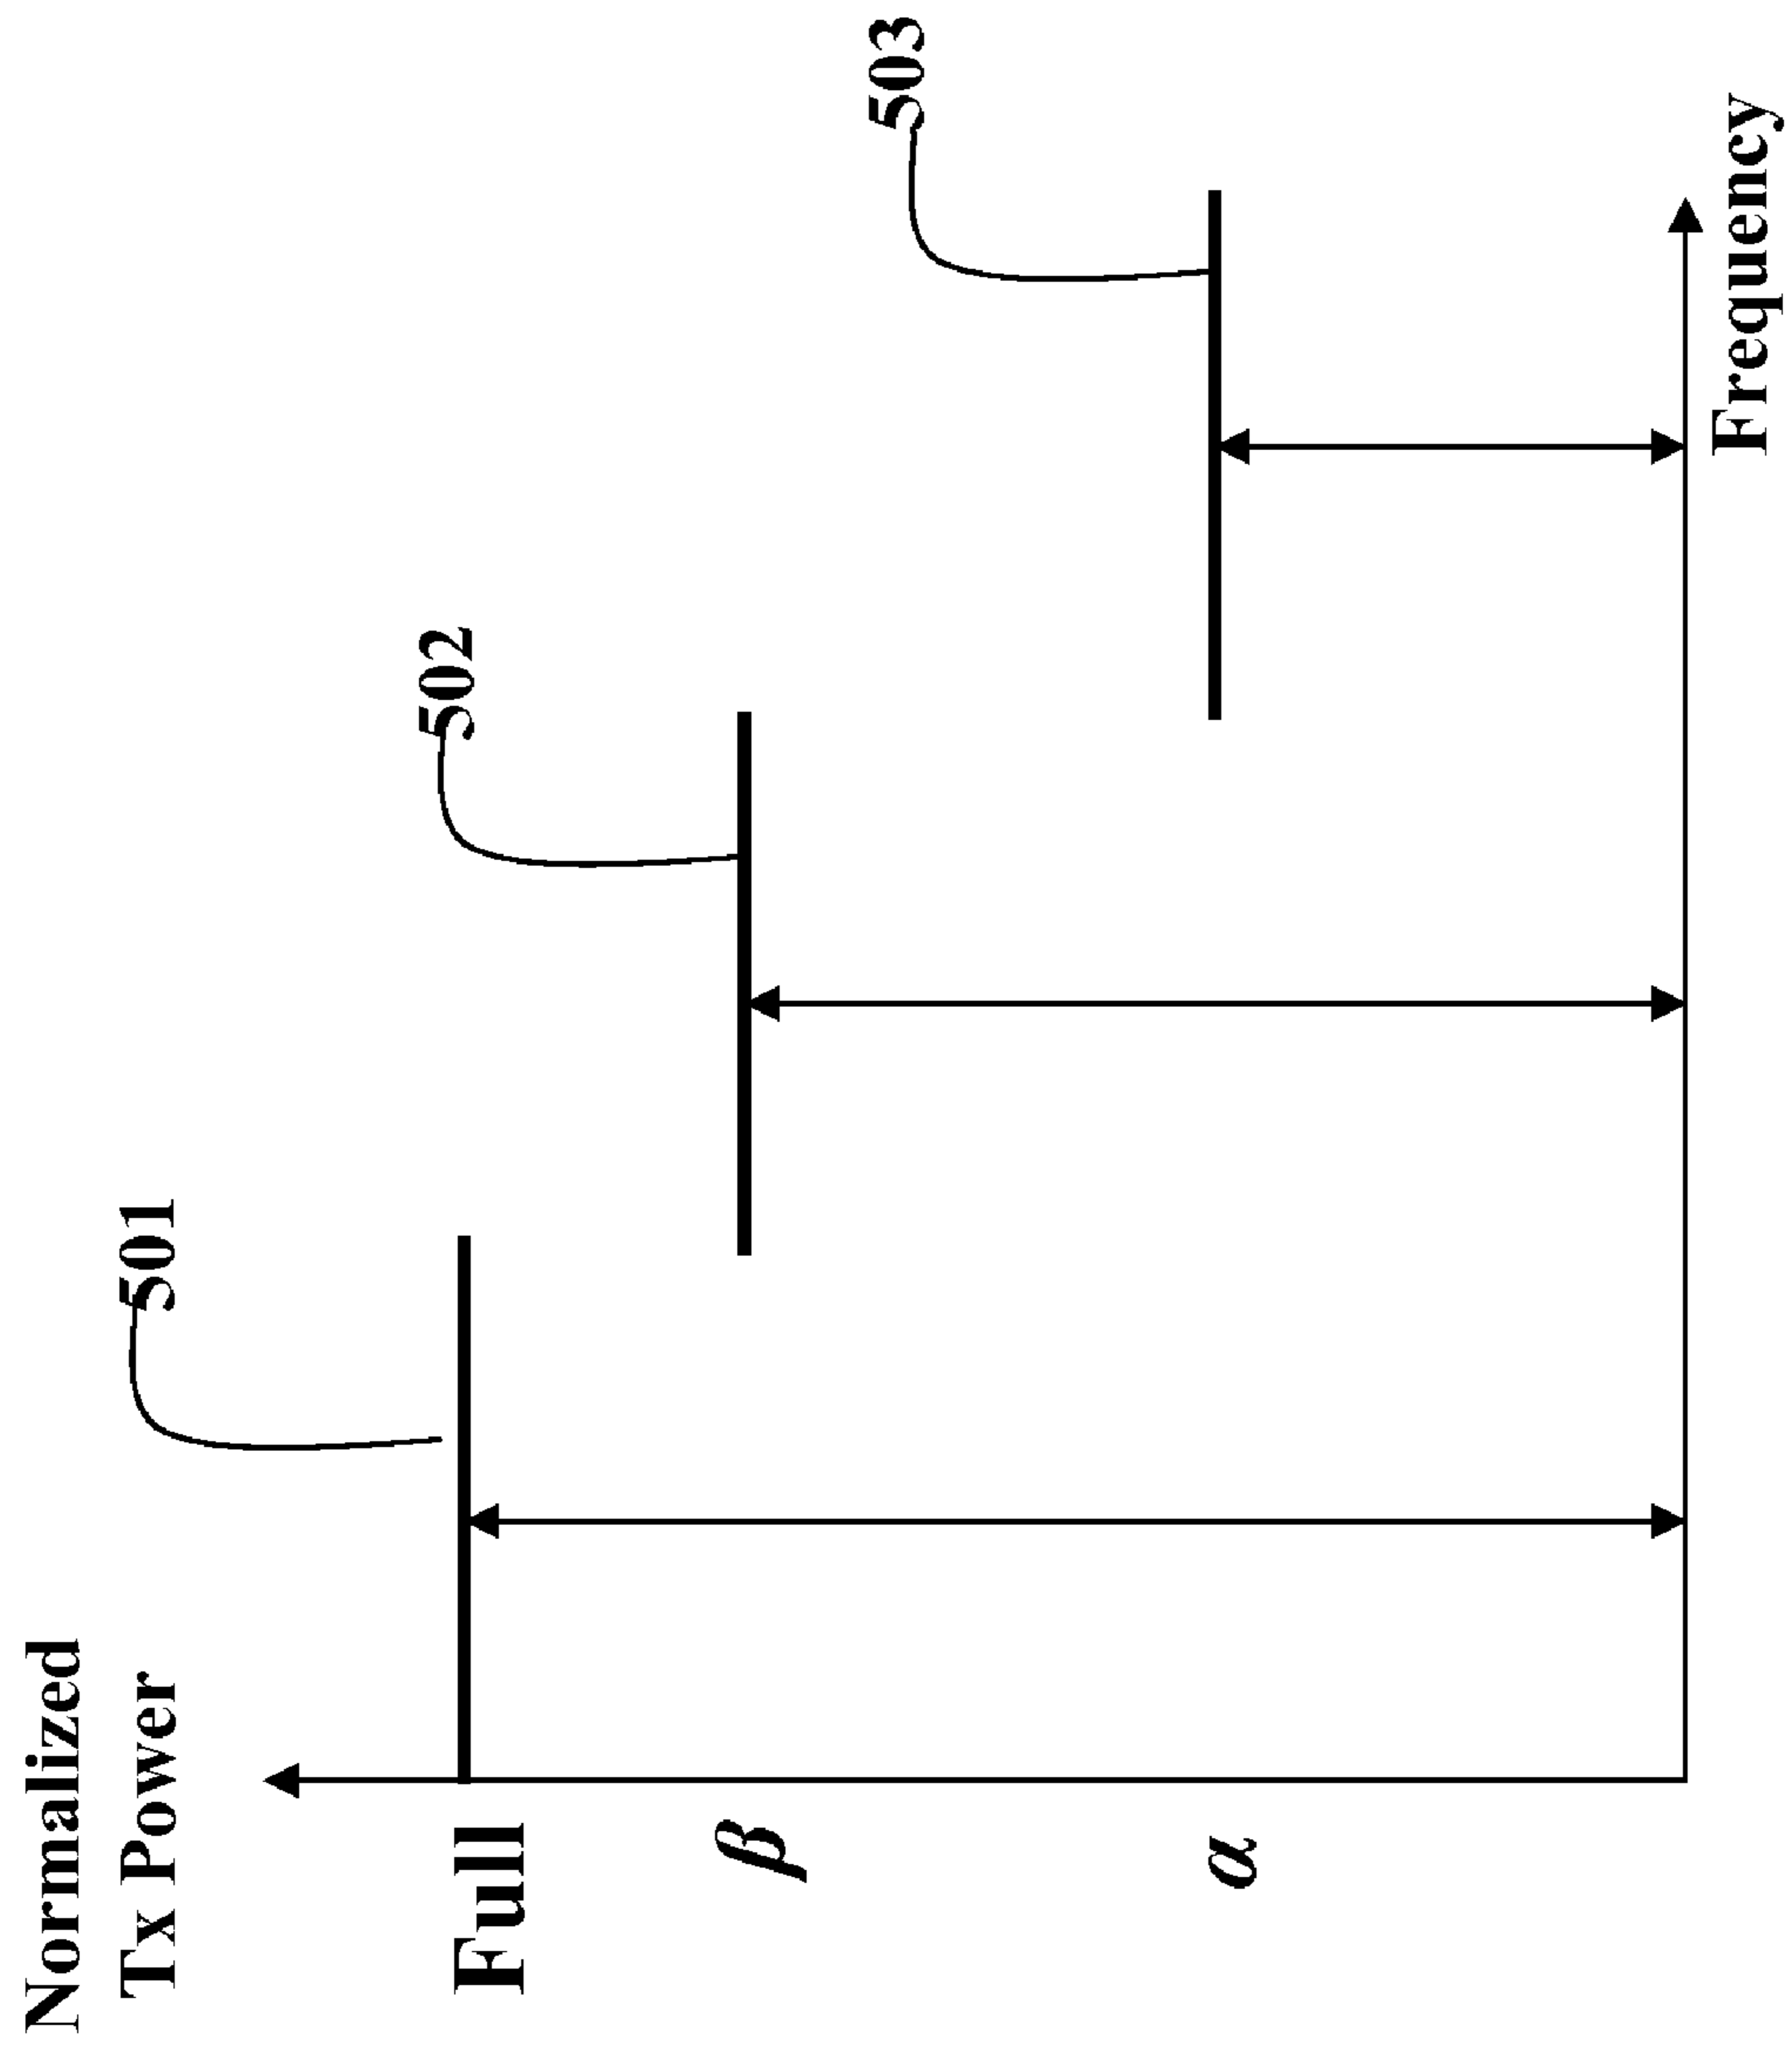 Normalized
Tx Power
501
Full
502
β
503
α
Frequency